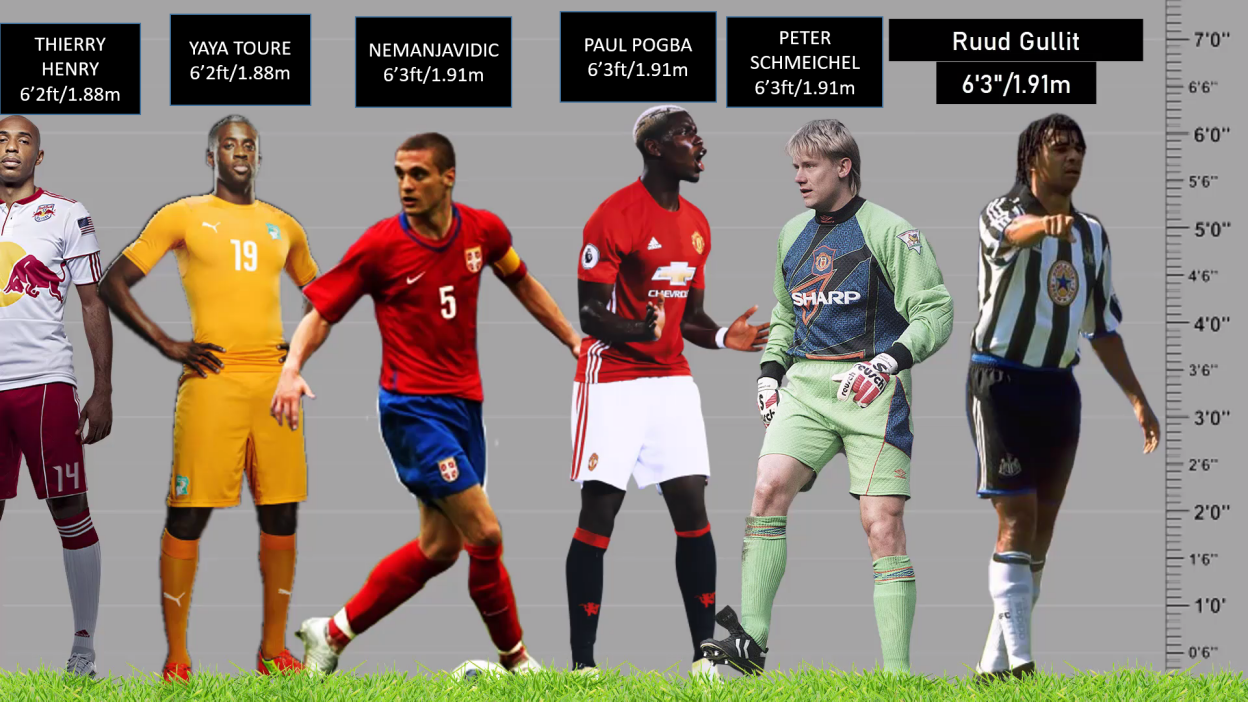 THIERRY
HENRY
6'2ft/1.88m
YAYA TOURE
6'2ft/1.88m
NEMANJAVIDIC
6'3ft/1.91m
PAUL POGBA
6'3ft/1.91m
PETER
SCHMEICHEL
6'3ft/1.91m
Ruud Gullit
6'3"/1.91m
7'0"
6'6"
6'0"
5'6"
5'0"
4'6"
4'0"
3'6"
3'0"
2'6"
2'0"
1'6"
1'0'
0'6"
19
5
CHEVROL
SHARP
reusch
14